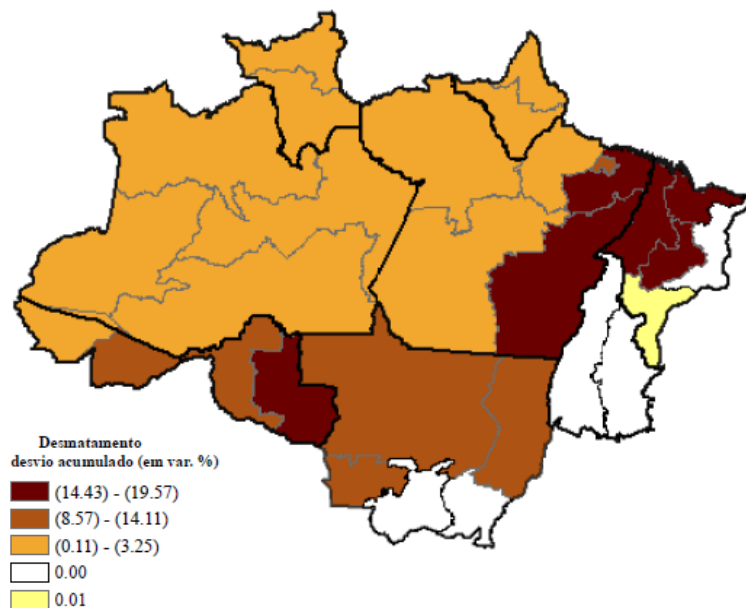 Desmatamento
desvio acumulado (em var. %)
(14.43) - (19.57)
(8.57) - (14.11)
(0.11) - (3.25)
0.00
0.01